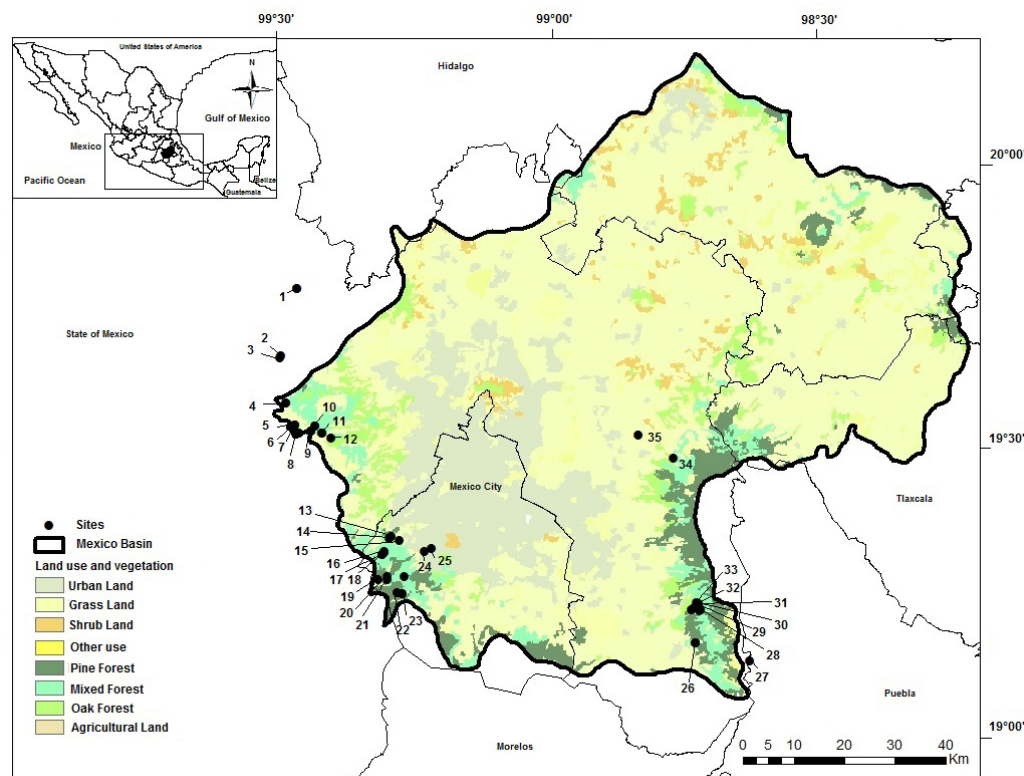 99°30'
99°00'
98°30'
United States of America
N
Gulf of Mexico
Mexico
Pacific Ocean
Belize
Guatemala
Hidalgo
20°00'
1
State of Mexico
2
3
4
5
6
7
8
9
10
11
12
35
34
19°30'
Mexico City
Tlaxcala
13
14
15
16
17
18
19
20
21
22
23
24
25
33
32
31
30
29
28
27
26
Puebla
Morelos
19°00'
Sites
Mexico Basin
Land use and vegetation
Urban Land
Grass Land
Shrub Land
Other use
Pine Forest
Mixed Forest
Oak Forest
Agricultural Land
0 5 10 20 30 40 Km